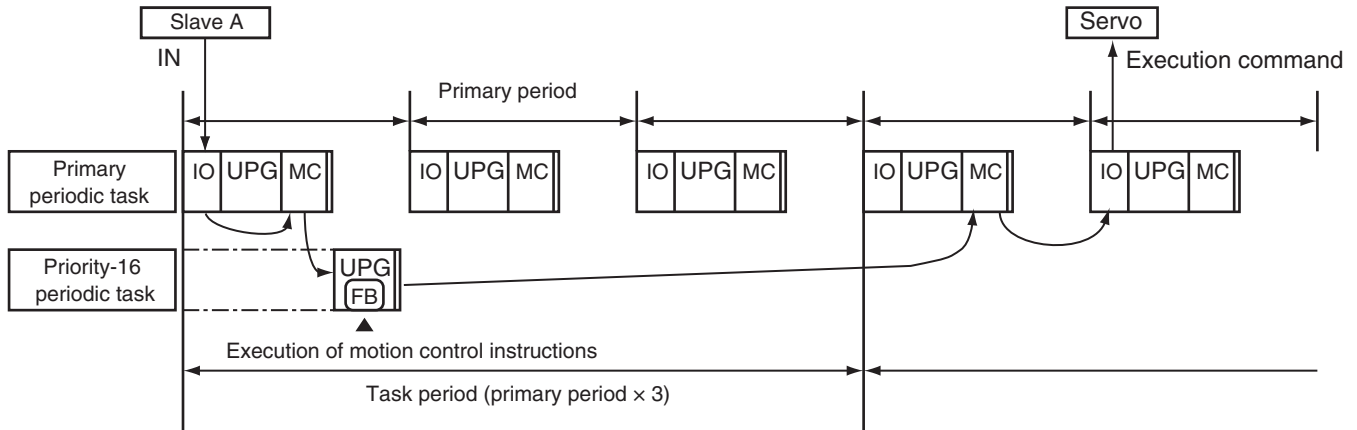 Slave A
Servo
IN
Execution command
Primary period
Primary
periodic task
IO UPG MC
IO UPG MC
IO UPG MC
IO UPG MC
IO UPG MC
Priority-16
periodic task
UPG
FB
Execution of motion control instructions
Task period (primary period × 3)